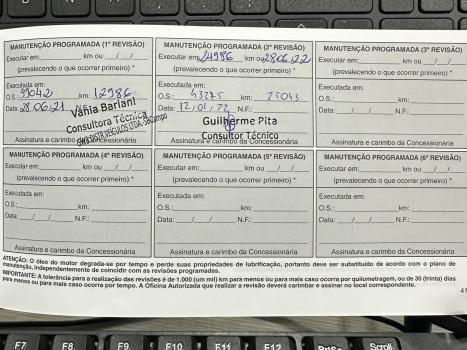 MANUTENÇÃO PROGRAMADA (1ª REVISÃO)
Executar em: km ou / /
(prevalecendo o que ocorrer primeiro) *
Executada em:
O.S.: 39042 km: 12986
Data: 28.06.21 N.F.:
Vania Barlani
Consultora Técnica
Assinatura e carimbo da Concessionária
MANUTENÇÃO PROGRAMADA (2ª REVISÃO)
Executar em: 24986 km ou 28.06.22
(prevalecendo o que ocorrer primeiro) *
Executada em:
O.S.: 43275 km: 25043
Data: 12/01/22 N.F.:
Guilherme Pita
Consultor Técnico
Assinatura e carimbo da Concessionária
MANUTENÇÃO PROGRAMADA (3ª REVISÃO)
Executar em: km ou / /
(prevalecendo o que ocorrer primeiro) *
Executada em:
O.S.: km:
Data: / / N.F.:
Assinatura e carimbo da Concessionária
MANUTENÇÃO PROGRAMADA (4ª REVISÃO)
Executar em: km ou / /
(prevalecendo o que ocorrer primeiro) *
Executada em:
O.S.: km:
Data: / / N.F.:
Assinatura e carimbo da Concessionária
MANUTENÇÃO PROGRAMADA (5ª REVISÃO)
Executar em: km ou / /
(prevalecendo o que ocorrer primeiro) *
Executada em:
O.S.: km:
Data: / / N.F.:
Assinatura e carimbo da Concessionária
MANUTENÇÃO PROGRAMADA (6ª REVISÃO)
Executar em: km ou / /
(prevalecendo o que ocorrer primeiro) *
Executada em:
O.S.: km:
Data: / / N.F.:
Assinatura e carimbo da Concessionária
ATENÇÃO: O óleo do motor degrada-se por tempo e perde suas propriedades de lubrificação, portanto deve ser substituído de acordo com o plano de
manutenção, independentemente de coincidir com as revisões programadas.
IMPORTANTE: A tolerância para a realização das revisões é de 1.000 (um mil) km para menos ou para mais caso ocorra por quilometragem, ou de 30 (trinta) dias
para menos ou para mais caso ocorra por tempo. A Oficina Autorizada que realizar a revisão deverá carimbar e assinar no local correspondente.
F7 F8 F9 F10 F11 F12 PrtSc Scroll